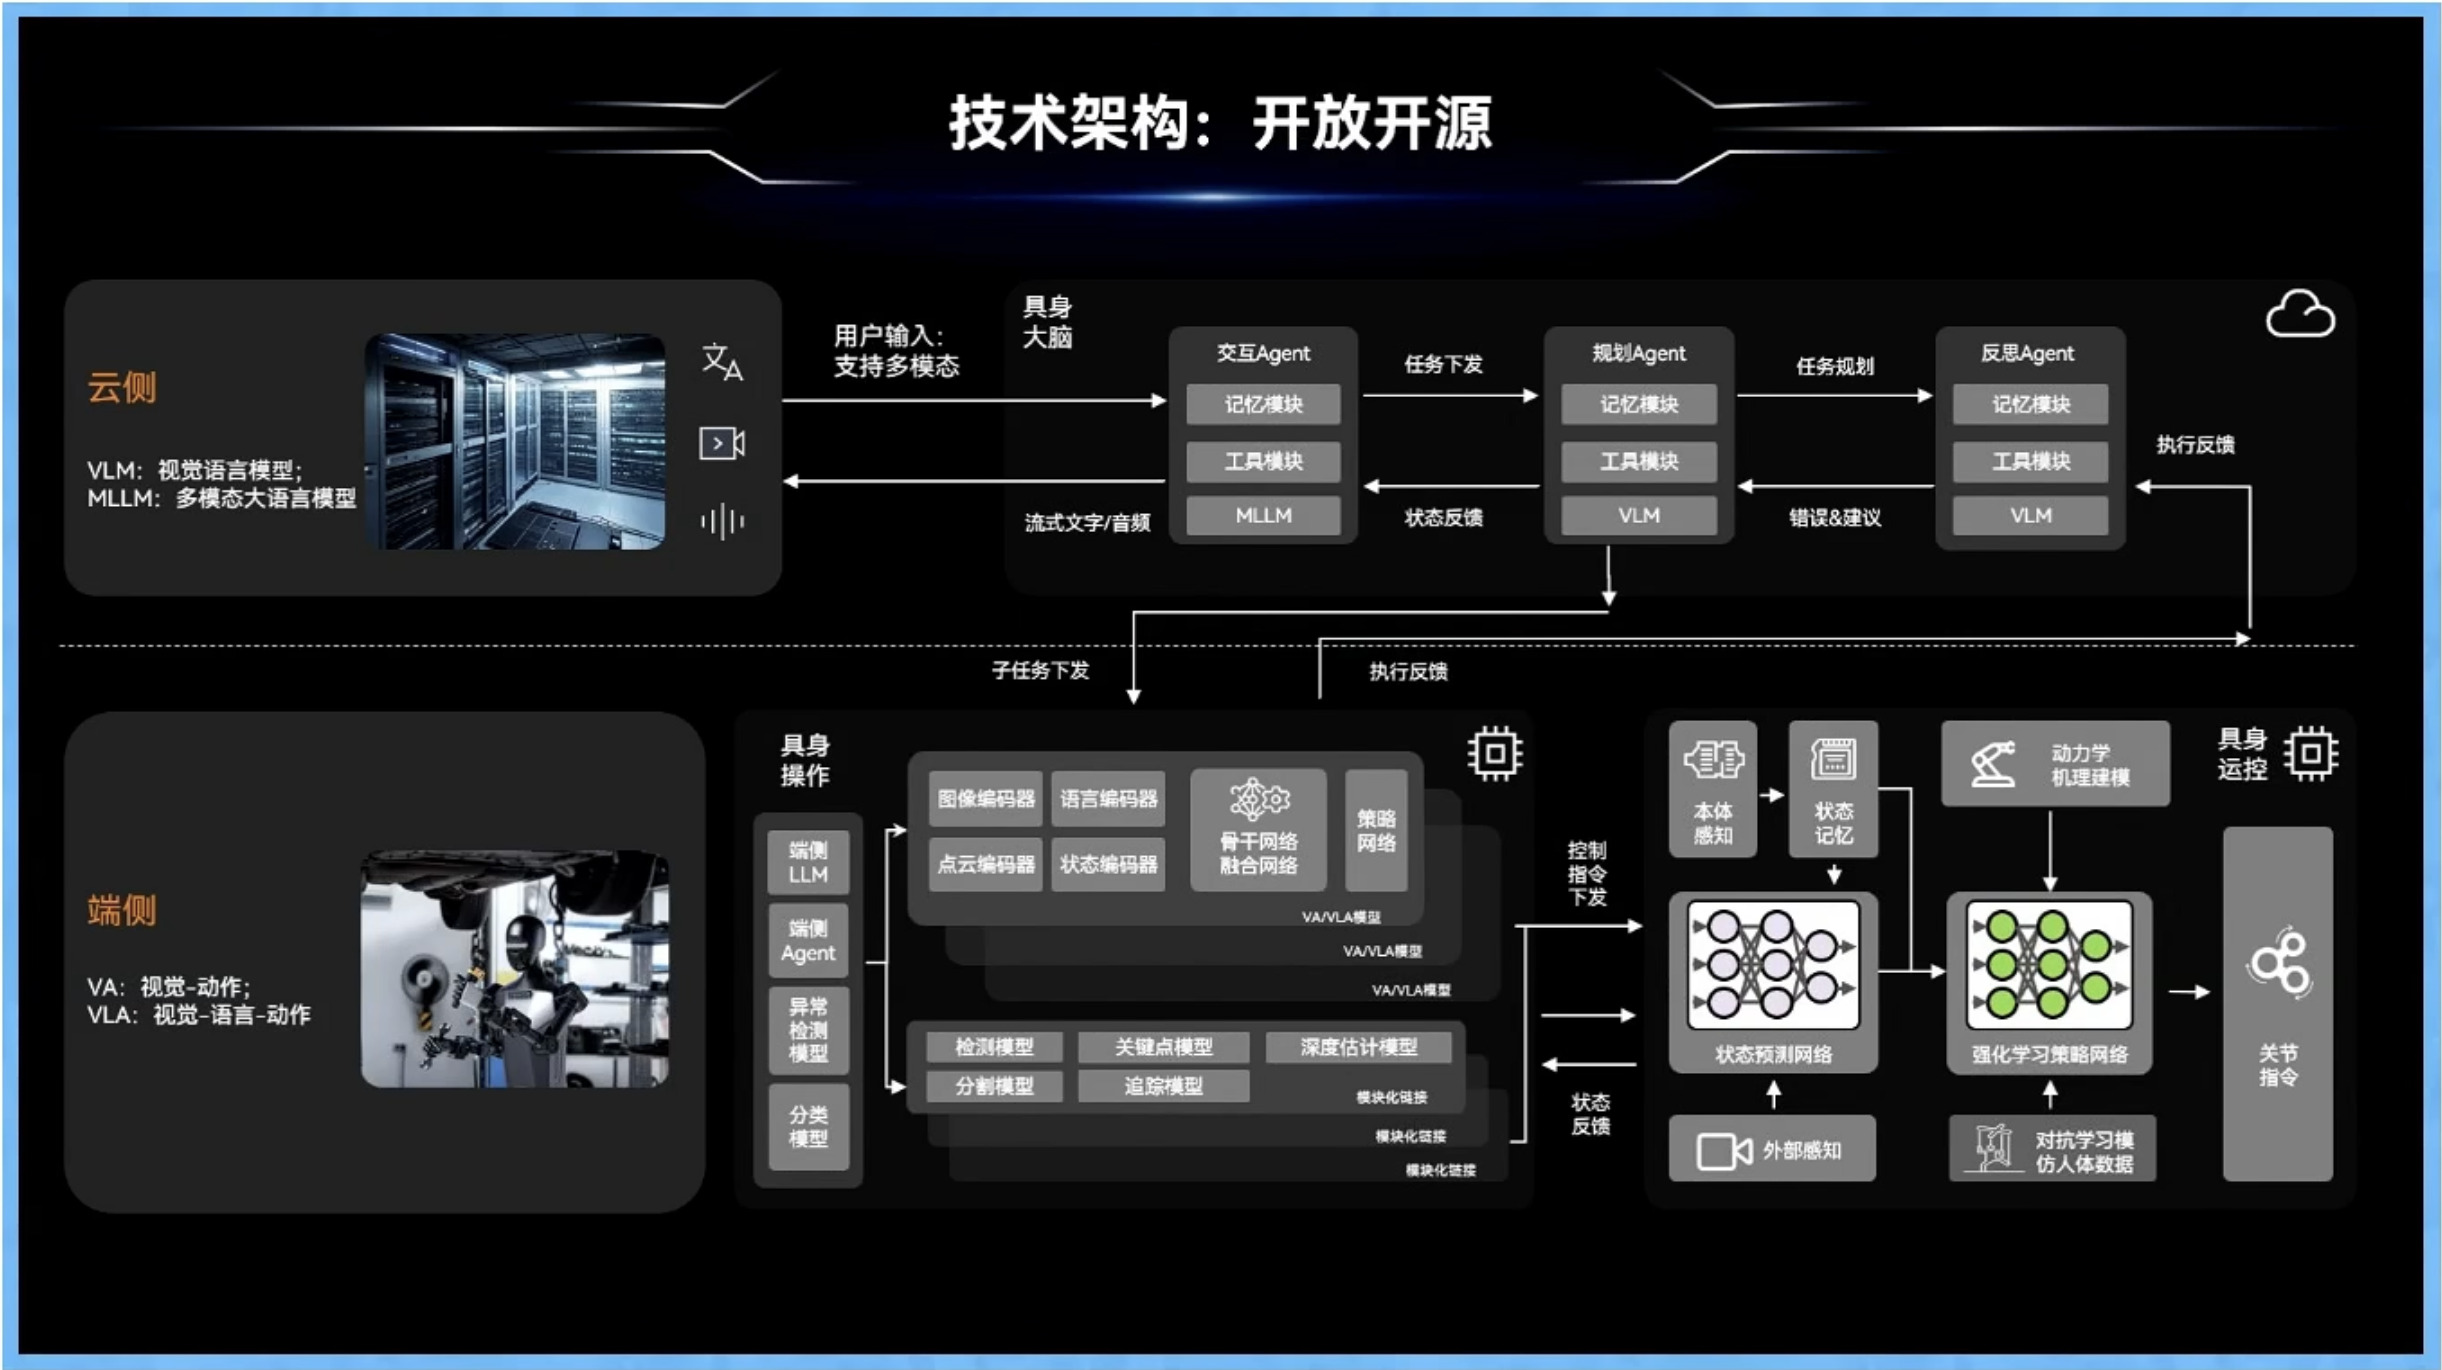 技术架构：开放开源
云侧
VLM：视觉语言模型；
MLLM：多模态大语言模型
文A
用户输入：
支持多模态
流式文字/音频
具身
大脑
交互Agent
记忆模块
工具模块
MLLM
任务下发
状态反馈
规划Agent
记忆模块
工具模块
VLM
任务规划
错误&建议
反思Agent
记忆模块
工具模块
VLM
执行反馈
子任务下发
执行反馈
端侧
VA：视觉-动作；
VLA：视觉-语言-动作
具身
操作
端侧
LLM
端侧
Agent
异常
检测
模型
分类
模型
图像编码器
语言编码器
点云编码器
状态编码器
骨干网络
融合网络
策略
网络
VA/VLA模型
VA/VLA模型
VA/VLA模型
检测模型
关键点模型
深度估计模型
分割模型
追踪模型
模块化链接
模块化链接
模块化链接
控制
指令
下发
状态
反馈
本体
感知
状态
记忆
动力学
机理建模
具身
运控
状态预测网络
强化学习策略网络
外部感知
对抗学习模
仿人体数据
关节
指令